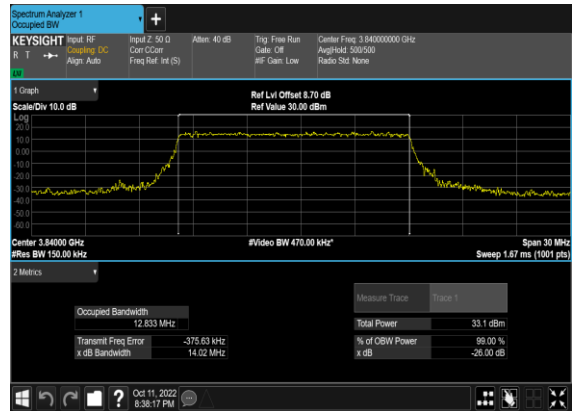 Spectrum Analyzer 1
Occupied BW
+
KEYSIGHT
R T
LW
Input: RF
Coupling: DC
Align: Auto
Input Z: 50 Ω
Corr CCorr
Freq Ref: Int (S)
Atten: 40 dB
Trig: Free Run
Gate: Off
#IF Gain: Low
Center Freq: 3.840000000 GHz
Avg|Hold: 500/500
Radio Std: None
1 Graph
Scale/Div 10.0 dB
Ref Lvl Offset 8.70 dB
Ref Value 30.00 dBm
Log
20.0
10.0
0.00
-10.0
-20.0
-30.0
-40.0
-50.0
-60.0
Center 3.84000 GHz
#Res BW 150.00 kHz
#Video BW 470.00 kHz*
Span 30 MHz
Sweep 1.67 ms (1001 pts)
2 Metrics
Measure Trace Trace 1
Occupied Bandwidth
12.833 MHz
Total Power 33.1 dBm
Transmit Freq Error -375.63 kHz
% of OBW Power 99.00 %
x dB Bandwidth 14.02 MHz
x dB -26.00 dB
?
Oct 11, 2022
8:38:17 PM